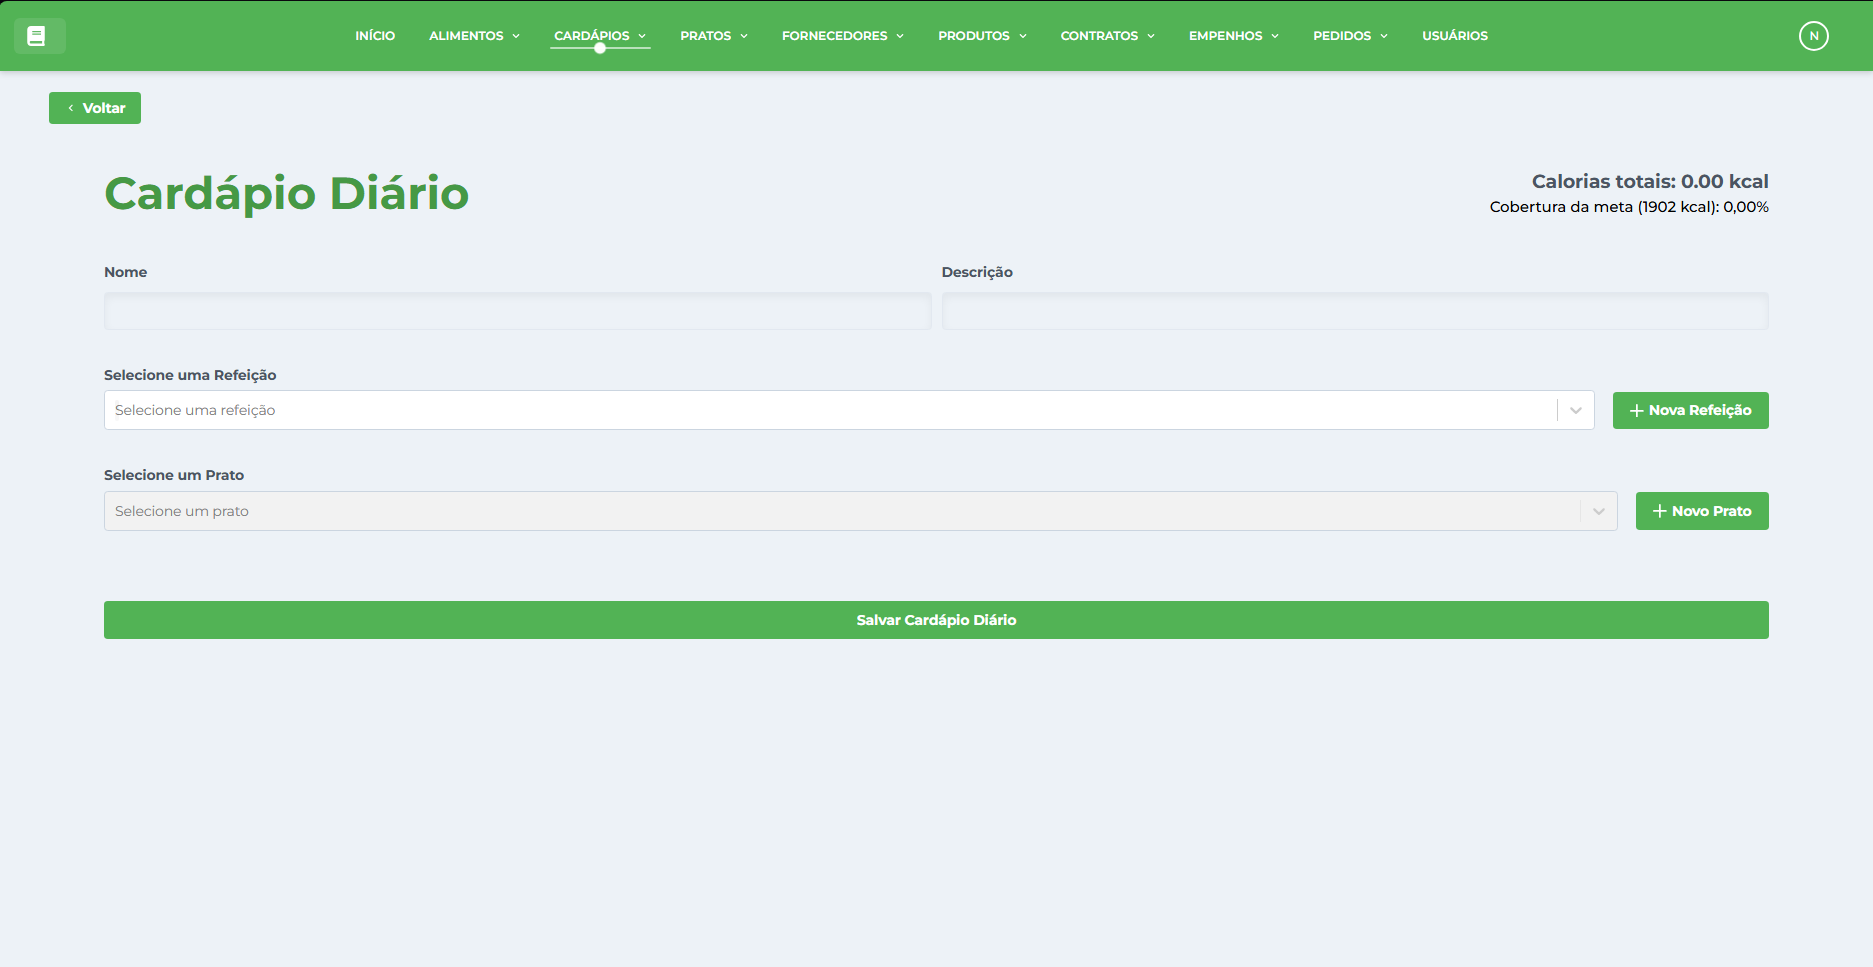 INÍCIO ALIMENTOS CARDÁPIOS PRATOS FORNECEDORES PRODUTOS CONTRATOS EMPENHOS PEDIDOS USUÁRIOS N
Voltar
Cardápio Diário
Calorias totais: 0.00 kcal
Cobertura da meta (1902 kcal): 0,00%
Nome Descrição
Selecione uma Refeição
Selecione uma refeição Nova Refeição
Selecione um Prato
Selecione um prato Novo Prato
Salvar Cardápio Diário